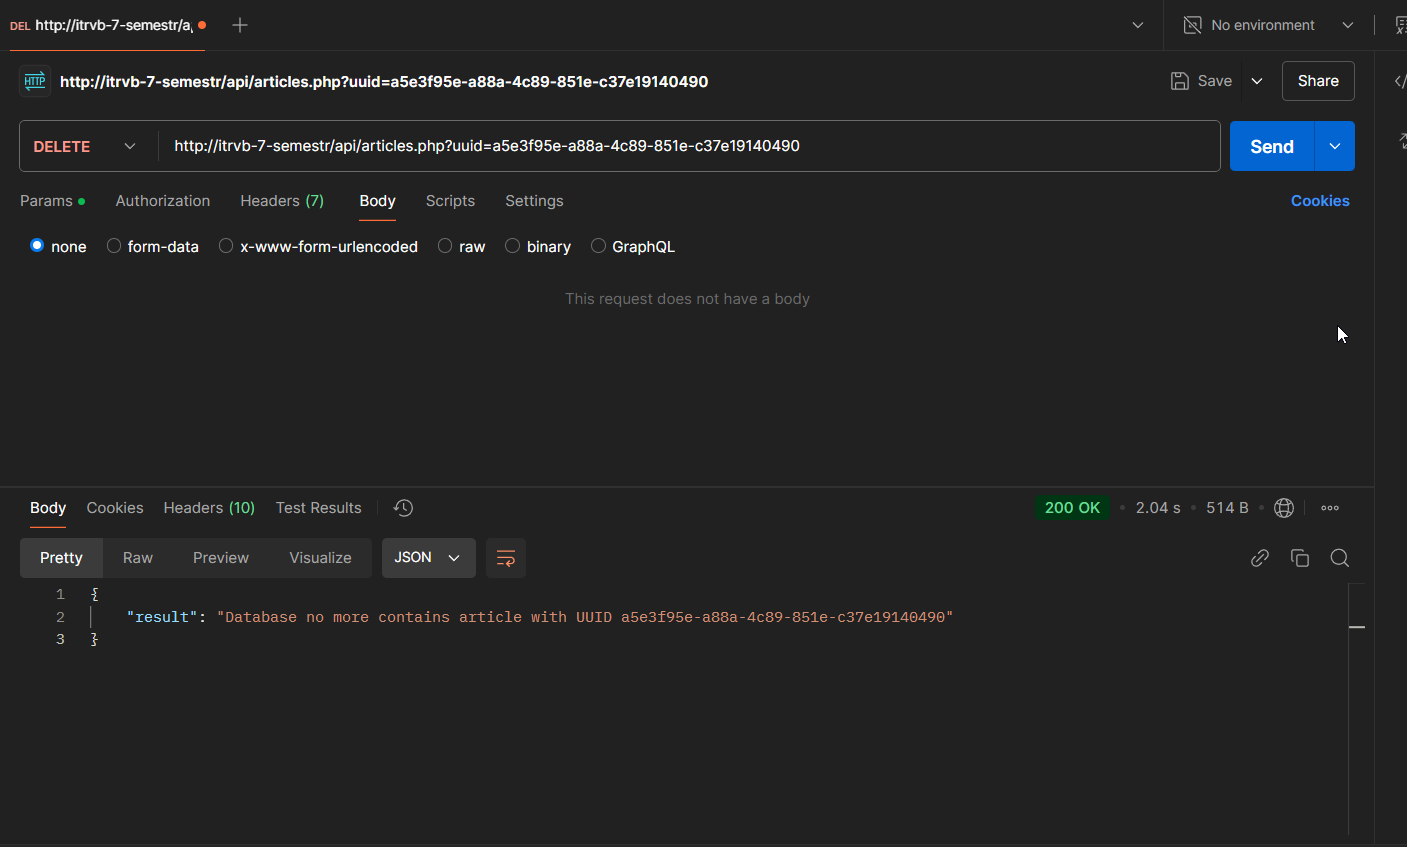 DEL http://itrvb-7-semestr/a
No environment
HTTP http://itrvb-7-semestr/api/articles.php?uuid=a5e3f95e-a88a-4c89-851e-c37e19140490 Save Share
DELETE http://itrvb-7-semestr/api/articles.php?uuid=a5e3f95e-a88a-4c89-851e-c37e19140490 Send
Params Authorization Headers (7) Body Scripts Settings Cookies
none form-data x-www-form-urlencoded raw binary GraphQL
This request does not have a body
Body Cookies Headers (10) Test Results 200 OK 2.04 s 514 B
Pretty Raw Preview Visualize JSON
1 {
2 "result": "Database no more contains article with UUID a5e3f95e-a88a-4c89-851e-c37e19140490"
3 }